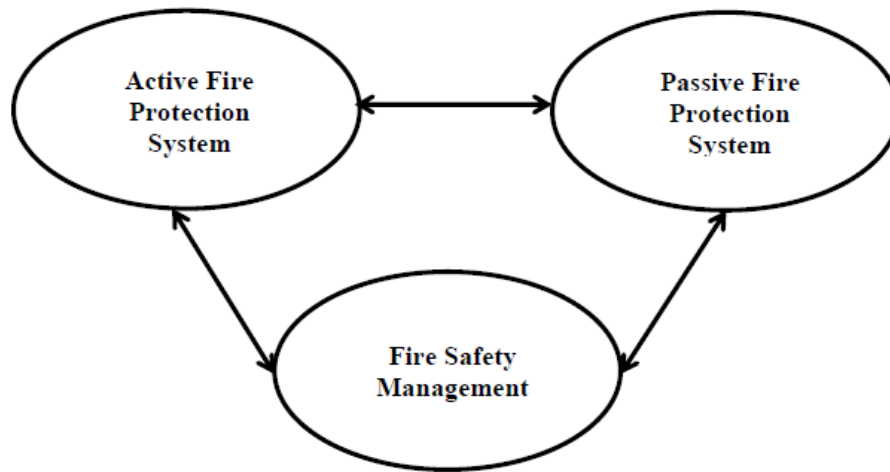 Active Fire
Protection
System
Passive Fire
Protection
System
Fire Safety
Management